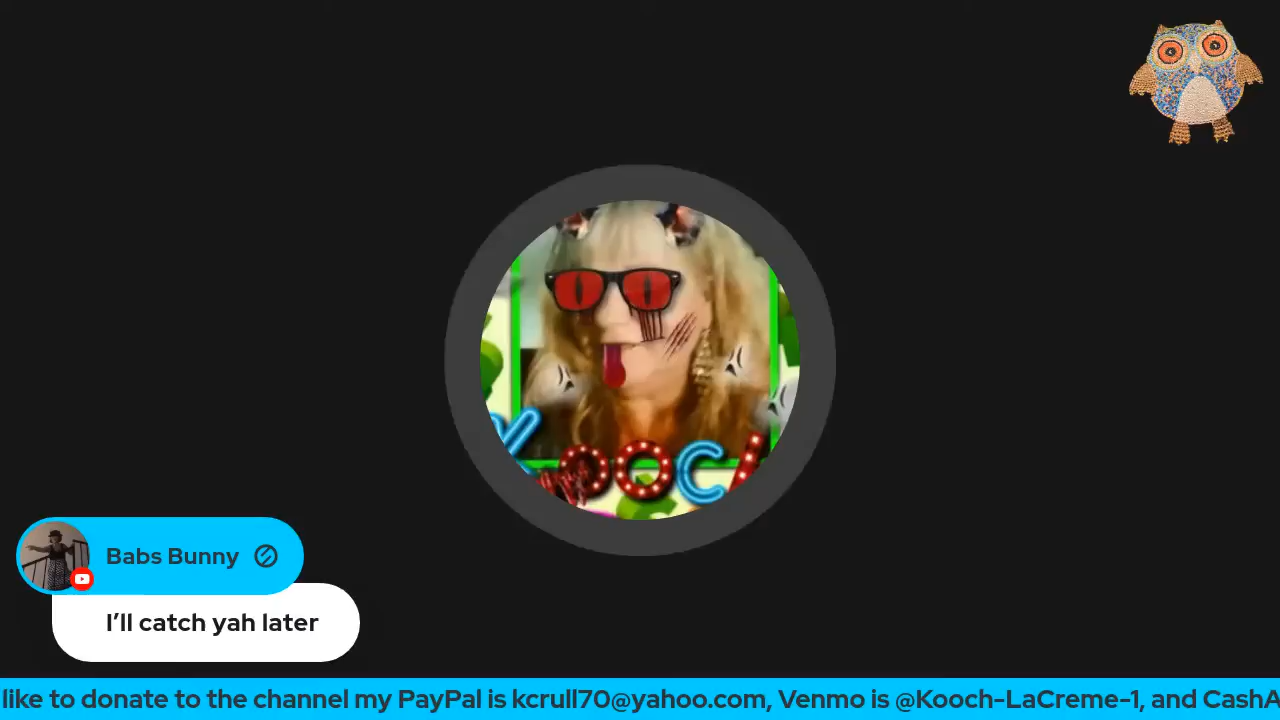 KOOCH
Babs Bunny
I’ll catch yah later
like to donate to the channel my PayPal is kcrull70@yahoo.com, Venmo is @Kooch-LaCreme-1, and CashA